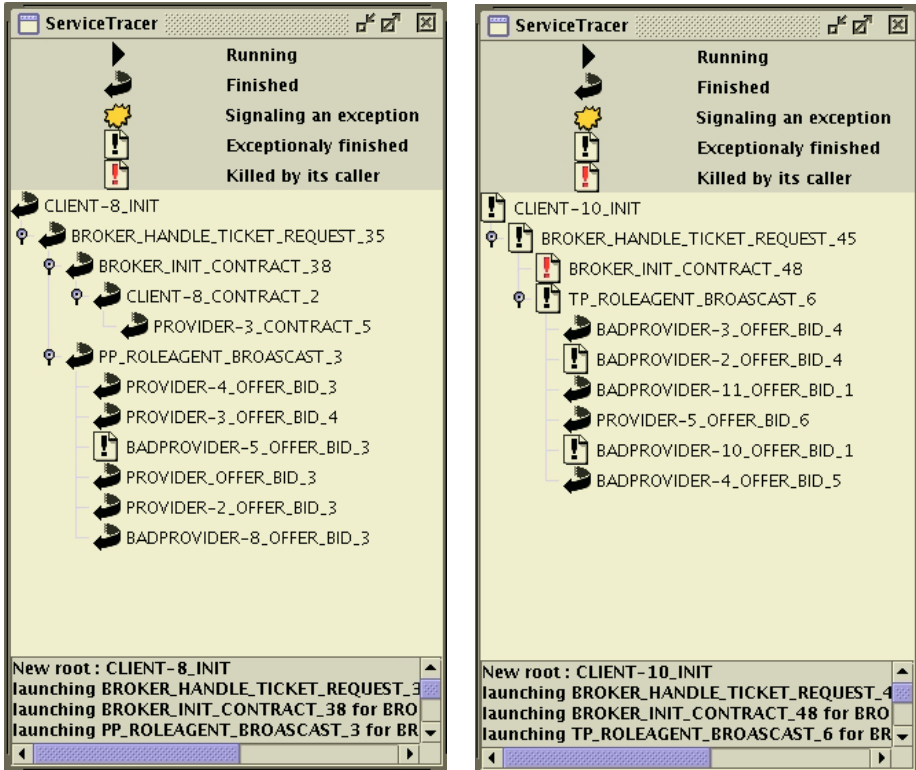 ServiceTracer
Running
Finished
Signaling an exception
Exceptionaly finished
Killed by its caller
CLIENT-8_INIT
BROKER_HANDLE_TICKET_REQUEST_35
BROKER_INIT_CONTRACT_38
CLIENT-8_CONTRACT_2
PROVIDER-3_CONTRACT_5
PP_ROLEAGENT_BROASCAST_3
PROVIDER-4_OFFER_BID_3
PROVIDER-3_OFFER_BID_4
BADPROVIDER-5_OFFER_BID_3
PROVIDER_OFFER_BID_3
PROVIDER-2_OFFER_BID_3
BADPROVIDER-8_OFFER_BID_3
New root : CLIENT-8_INIT
launching BROKER_HANDLE_TICKET_REQUEST_3
launching BROKER_INIT_CONTRACT_38 for BRO
launching PP_ROLEAGENT_BROASCAST_3 for BR
ServiceTracer
Running
Finished
Signaling an exception
Exceptionaly finished
Killed by its caller
CLIENT-10_INIT
BROKER_HANDLE_TICKET_REQUEST_45
BROKER_INIT_CONTRACT_48
TP_ROLEAGENT_BROASCAST_6
BADPROVIDER-3_OFFER_BID_4
BADPROVIDER-2_OFFER_BID_4
BADPROVIDER-11_OFFER_BID_1
PROVIDER-5_OFFER_BID_6
BADPROVIDER-10_OFFER_BID_1
BADPROVIDER-4_OFFER_BID_5
New root : CLIENT-10_INIT
launching BROKER_HANDLE_TICKET_REQUEST_4
launching BROKER_INIT_CONTRACT_48 for BRO
launching TP_ROLEAGENT_BROASCAST_6 for BR